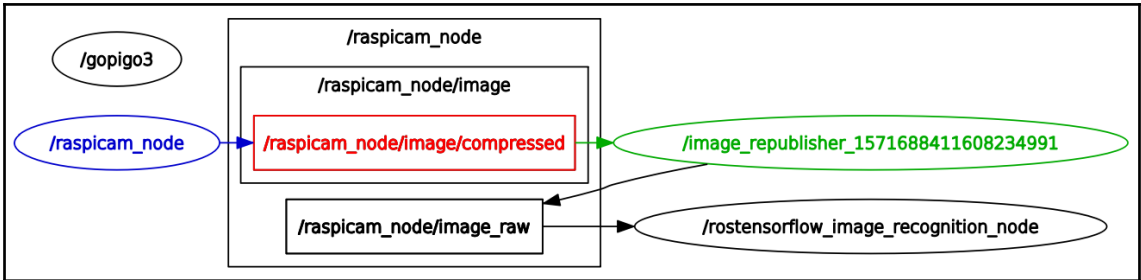 /raspicam_node
/gopigo3
/raspicam_node/image
/raspicam_node
/raspicam_node/image/compressed
/image_republisher_1571688411608234991
/raspicam_node/image_raw
/rostensorflow_image_recognition_node